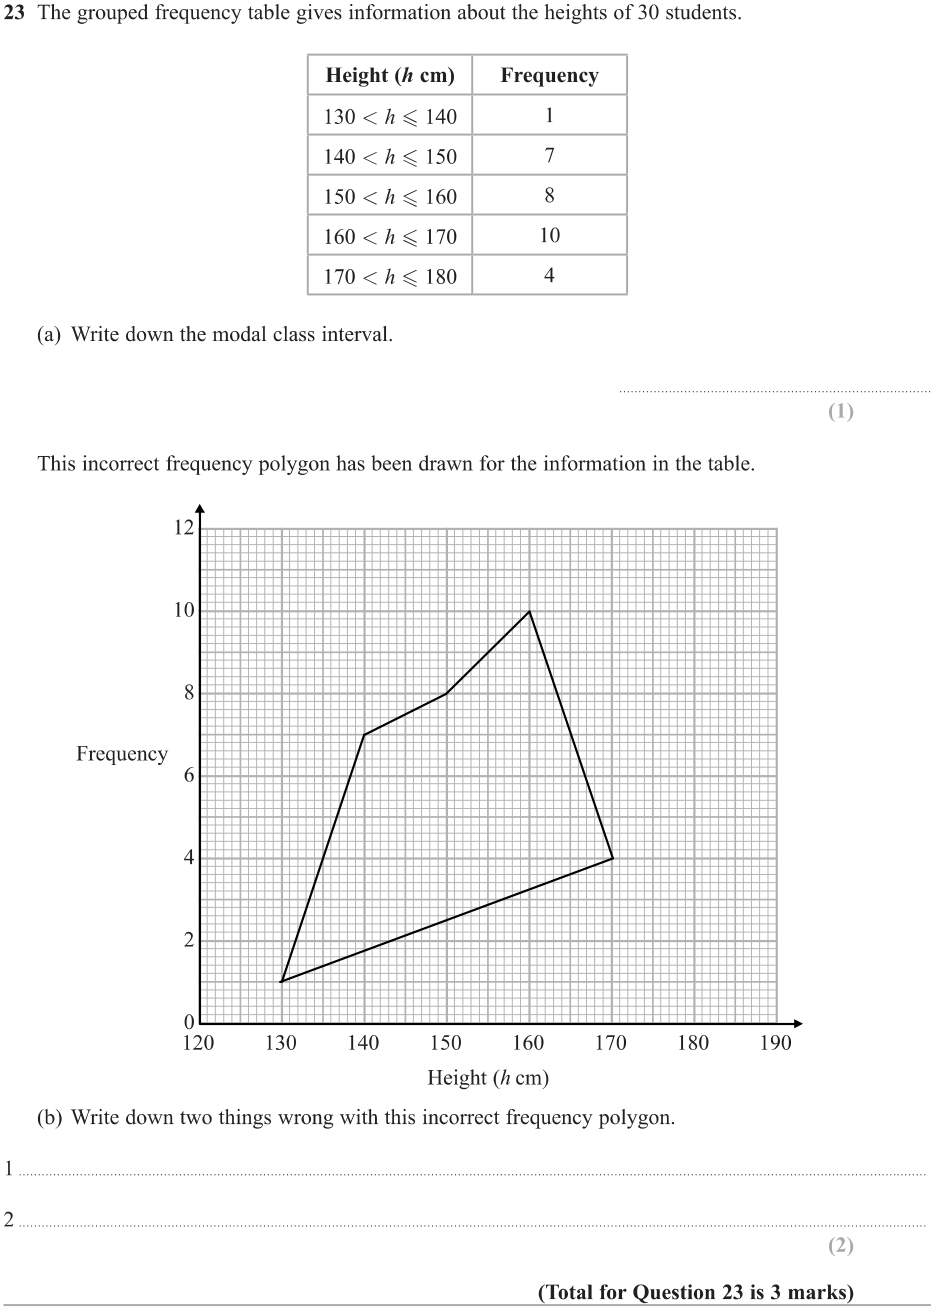 23 The grouped frequency table gives information about the heights of 30 students.
Height (h cm) Frequency
130 < h ⩽ 140 1
140 < h ⩽ 150 7
150 < h ⩽ 160 8
160 < h ⩽ 170 10
170 < h ⩽ 180 4
(a) Write down the modal class interval.
(1)
This incorrect frequency polygon has been drawn for the information in the table.
12
10
8
Frequency
6
4
2
0
120 130 140 150 160 170 180 190
Height (h cm)
(b) Write down two things wrong with this incorrect frequency polygon.
1
2
(2)
(Total for Question 23 is 3 marks)